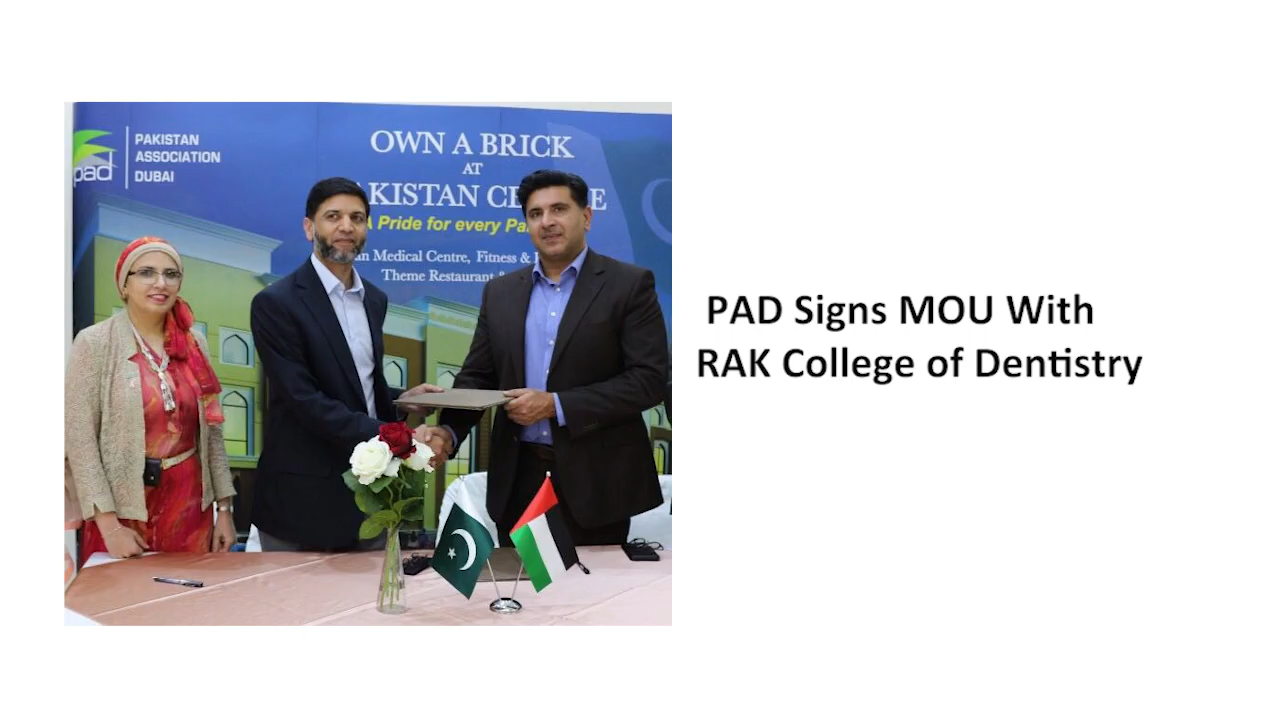 pad
PAKISTAN
ASSOCIATION
DUBAI
OWN A BRICK
AT
AKISTAN CE E
A Pride for every Pa
an Medical Centre, Fitness &
Theme Restaurant &
PAD Signs MOU With
RAK College of Dentistry